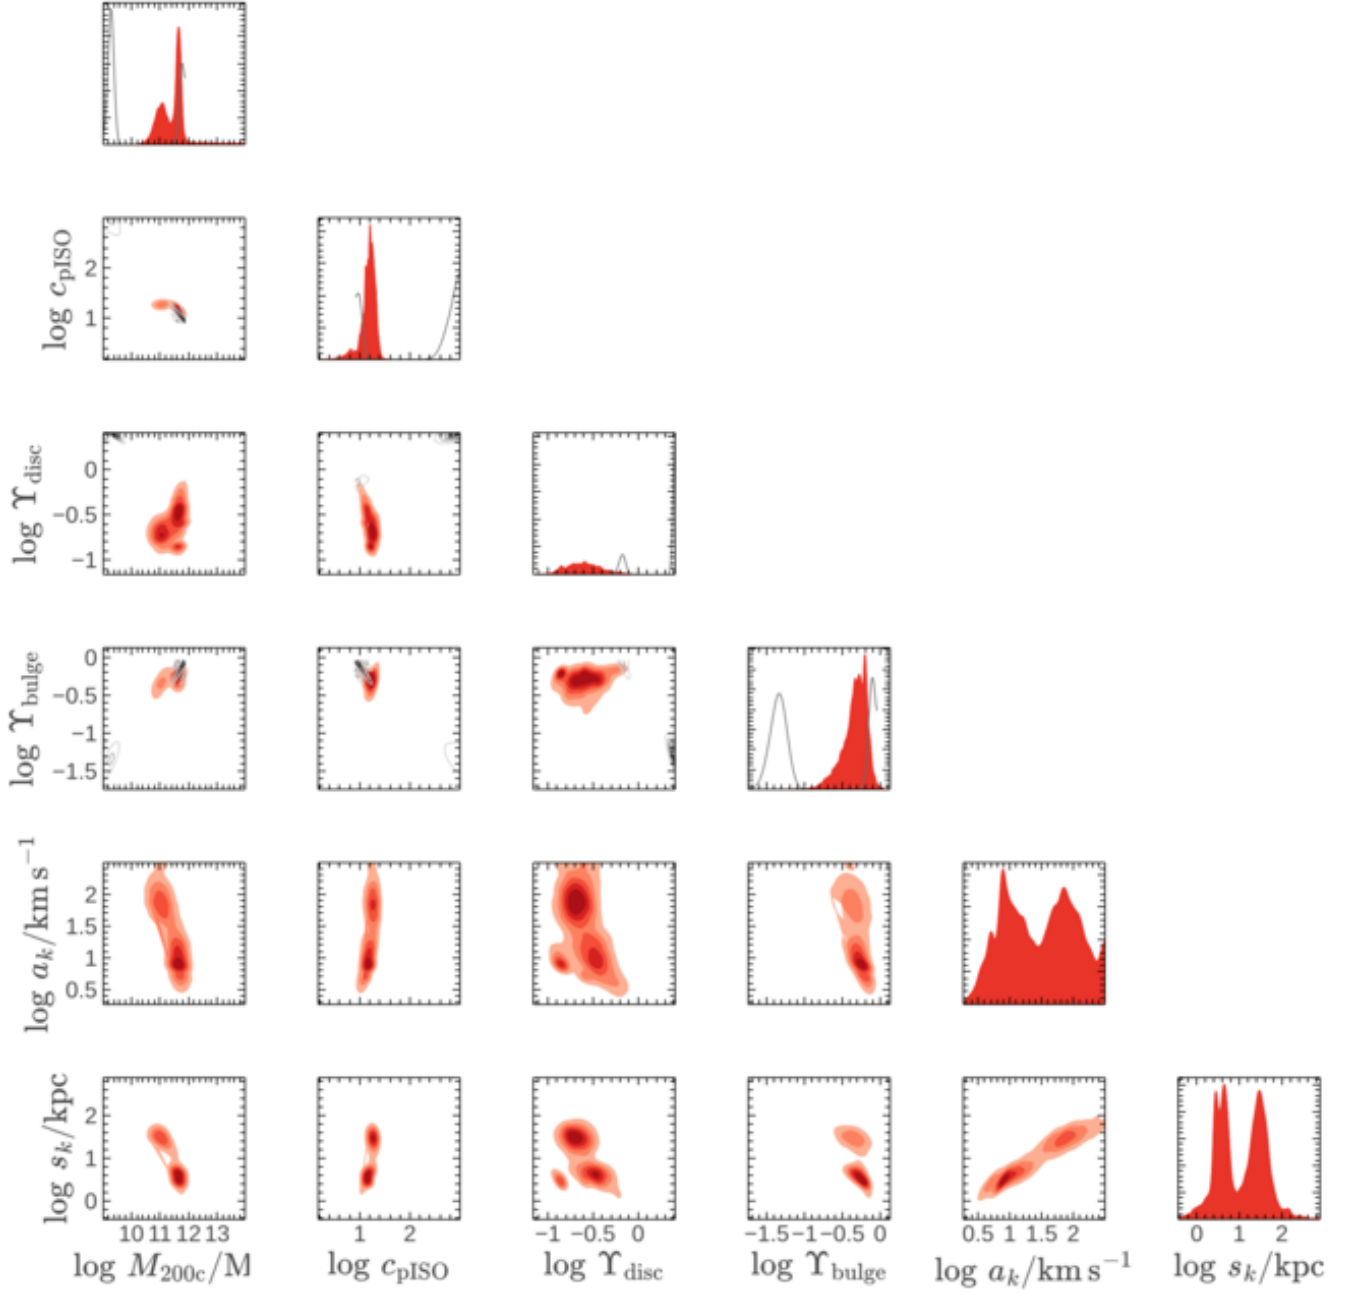 log c_pISO
2
1
log ϒ_disc
0
−0.5
−1
log ϒ_bulge
0
−0.5
−1
−1.5
log a_k/km s⁻¹
2
1.5
1
0.5
log s_k/kpc
2
1
0
10 11 12 13
1 2
−1 −0.5 0
−1.5 −1 −0.5 0
0.5 1 1.5 2
0 1 2
log M_200c/M
log c_pISO
log ϒ_disc
log ϒ_bulge
log a_k/km s⁻¹
log s_k/kpc